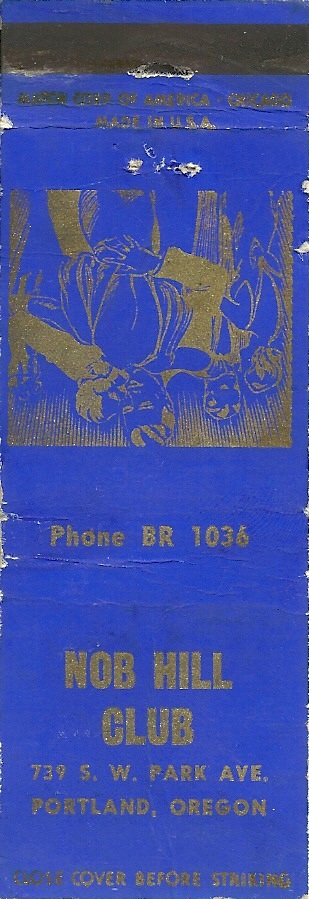 MATCH CORP. OF AMERICA - CHICAGO
MADE IN U.S.A.
Phone BR 1036
NOB HILL
CLUB
739 S. W. PARK AVE.
PORTLAND, OREGON
CLOSE COVER BEFORE STRIKING